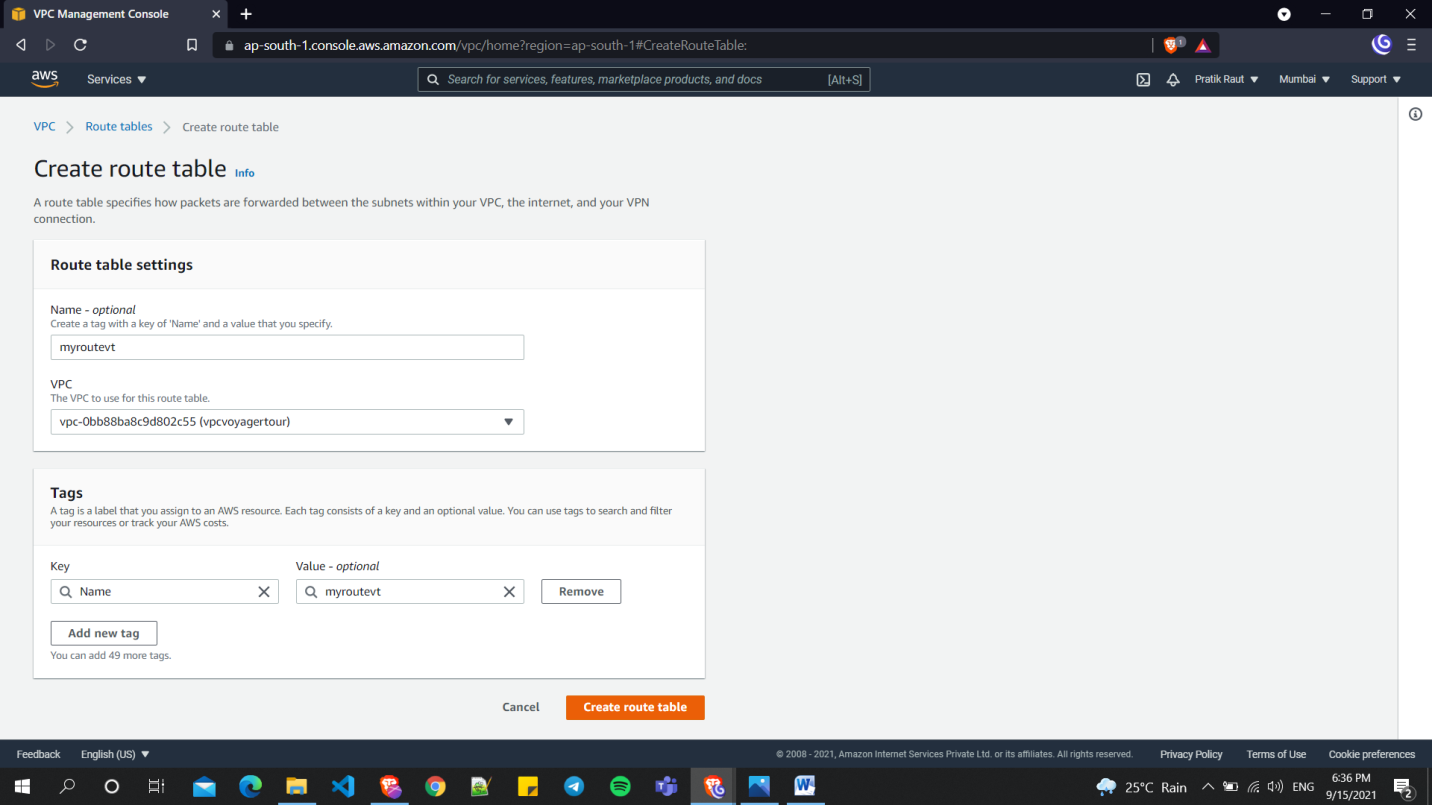 VPC Management Console
ap-south-1.console.aws.amazon.com/vpc/home?region=ap-south-1#CreateRouteTable:
1
aws
Services
Search for services, features, marketplace products, and docs
[Alt+S]
Pratik Raut
Mumbai
Support
VPC
Route tables
Create route table
Create route table
Info
A route table specifies how packets are forwarded between the subnets within your VPC, the internet, and your VPN
connection.
Route table settings
Name - optional
Create a tag with a key of 'Name' and a value that you specify.
myroutevt
VPC
The VPC to use for this route table.
vpc-0bb88ba8c9d802c55 (vpcvoyagertour)
Tags
A tag is a label that you assign to an AWS resource. Each tag consists of a key and an optional value. You can use tags to search and filter
your resources or track your AWS costs.
Key
Value - optional
Name
myroutevt
Remove
Add new tag
You can add 49 more tags.
Cancel
Create route table
Feedback
English (US)
© 2008 - 2021, Amazon Internet Services Private Ltd. or its affiliates. All rights reserved.
Privacy Policy
Terms of Use
Cookie preferences
25°C Rain
ENG
6:36 PM
9/15/2021
2